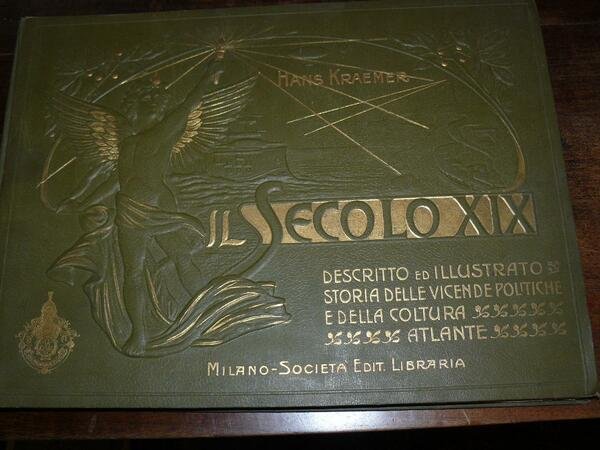 HANS KRAEMER
IL SECOLO XIX
DESCRITTO ED ILLUSTRATO
STORIA DELLE VICENDE POLITICHE
E DELLA COLTURA
ATLANTE
MILANO-SOCIETÀ EDIT. LIBRARIA